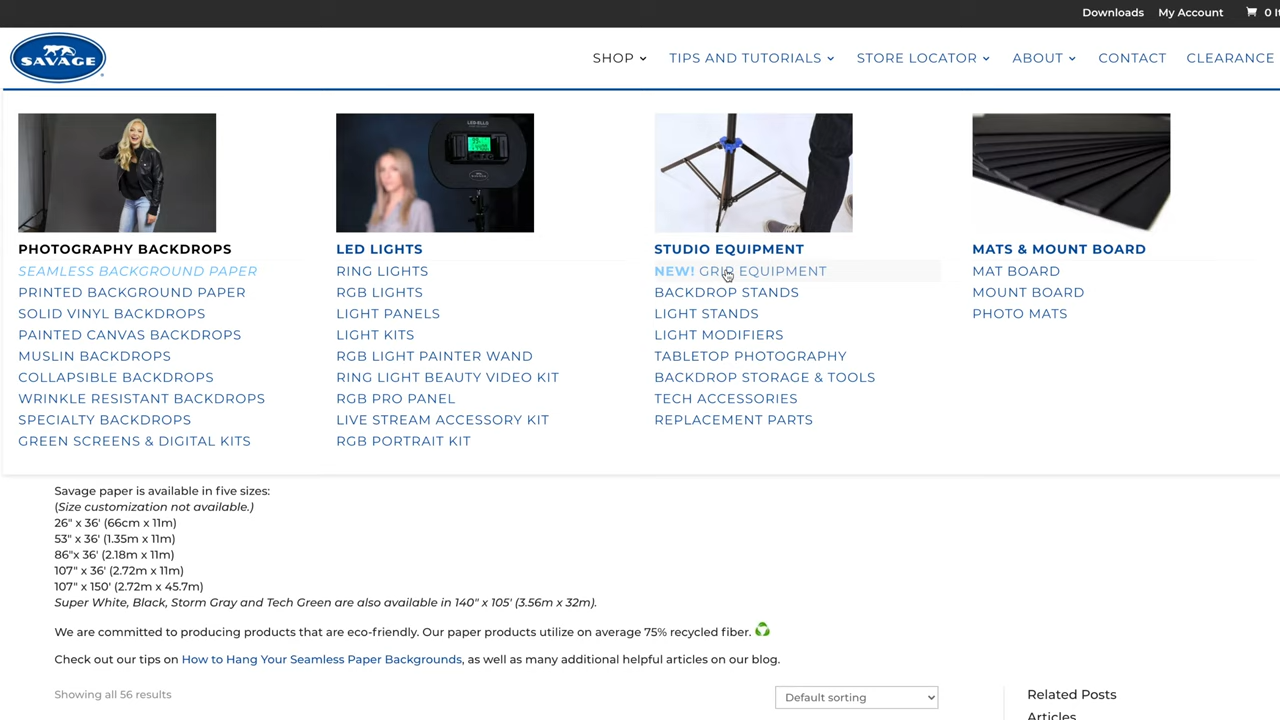 Downloads My Account 0 It
SAVAGE
SHOP TIPS AND TUTORIALS STORE LOCATOR ABOUT CONTACT CLEARANCE
PHOTOGRAPHY BACKDROPS
SEAMLESS BACKGROUND PAPER
PRINTED BACKGROUND PAPER
SOLID VINYL BACKDROPS
PAINTED CANVAS BACKDROPS
MUSLIN BACKDROPS
COLLAPSIBLE BACKDROPS
WRINKLE RESISTANT BACKDROPS
SPECIALTY BACKDROPS
GREEN SCREENS & DIGITAL KITS
LED LIGHTS
RING LIGHTS
RGB LIGHTS
LIGHT PANELS
LIGHT KITS
RGB LIGHT PAINTER WAND
RING LIGHT BEAUTY VIDEO KIT
RGB PRO PANEL
LIVE STREAM ACCESSORY KIT
RGB PORTRAIT KIT
STUDIO EQUIPMENT
NEW! GRIP EQUIPMENT
BACKDROP STANDS
LIGHT STANDS
LIGHT MODIFIERS
TABLETOP PHOTOGRAPHY
BACKDROP STORAGE & TOOLS
TECH ACCESSORIES
REPLACEMENT PARTS
MATS & MOUNT BOARD
MAT BOARD
MOUNT BOARD
PHOTO MATS
Savage paper is available in five sizes:
(Size customization not available.)
26" x 36' (66cm x 11m)
53" x 36' (1.35m x 11m)
86"x 36' (2.18m x 11m)
107" x 36' (2.72m x 11m)
107" x 150' (2.72m x 45.7m)
Super White, Black, Storm Gray and Tech Green are also available in 140" x 105' (3.56m x 32m).
We are committed to producing products that are eco-friendly. Our paper products utilize on average 75% recycled fiber.
Check out our tips on How to Hang Your Seamless Paper Backgrounds, as well as many additional helpful articles on our blog.
Showing all 56 results
Default sorting
Related Posts
Articles